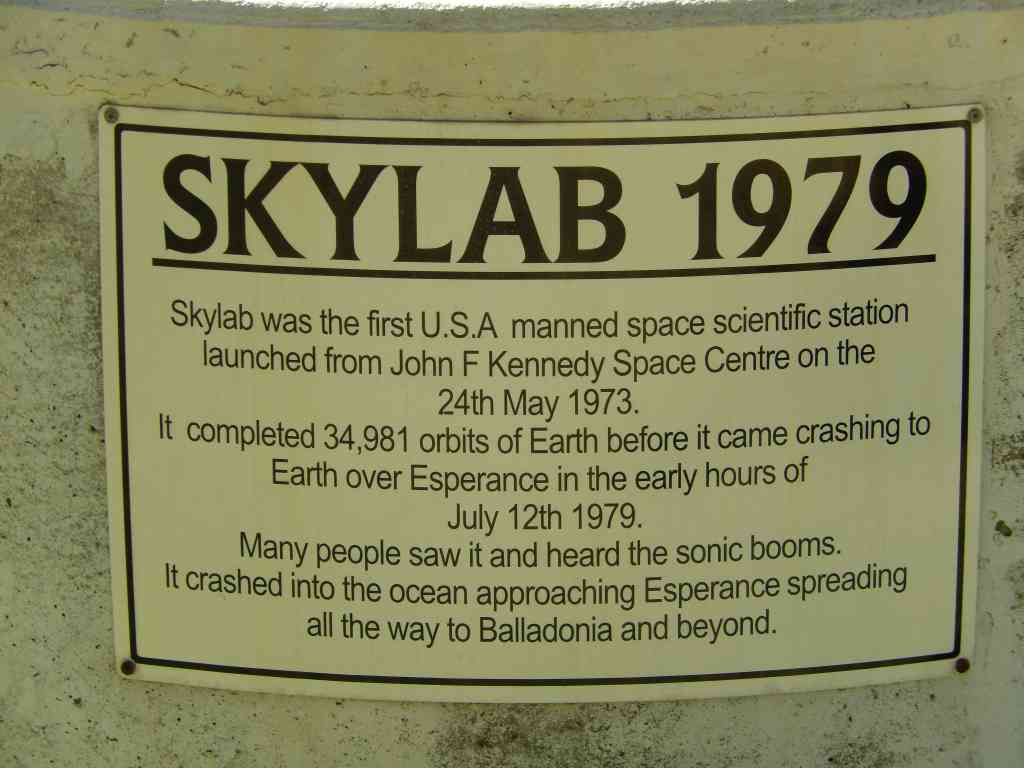 SKYLAB 1979
Skylab was the first U.S.A manned space scientific station
launched from John F Kennedy Space Centre on the
24th May 1973.
It completed 34,981 orbits of Earth before it came crashing to
Earth over Esperance in the early hours of
July 12th 1979.
Many people saw it and heard the sonic booms.
It crashed into the ocean approaching Esperance spreading
all the way to Balladonia and beyond.